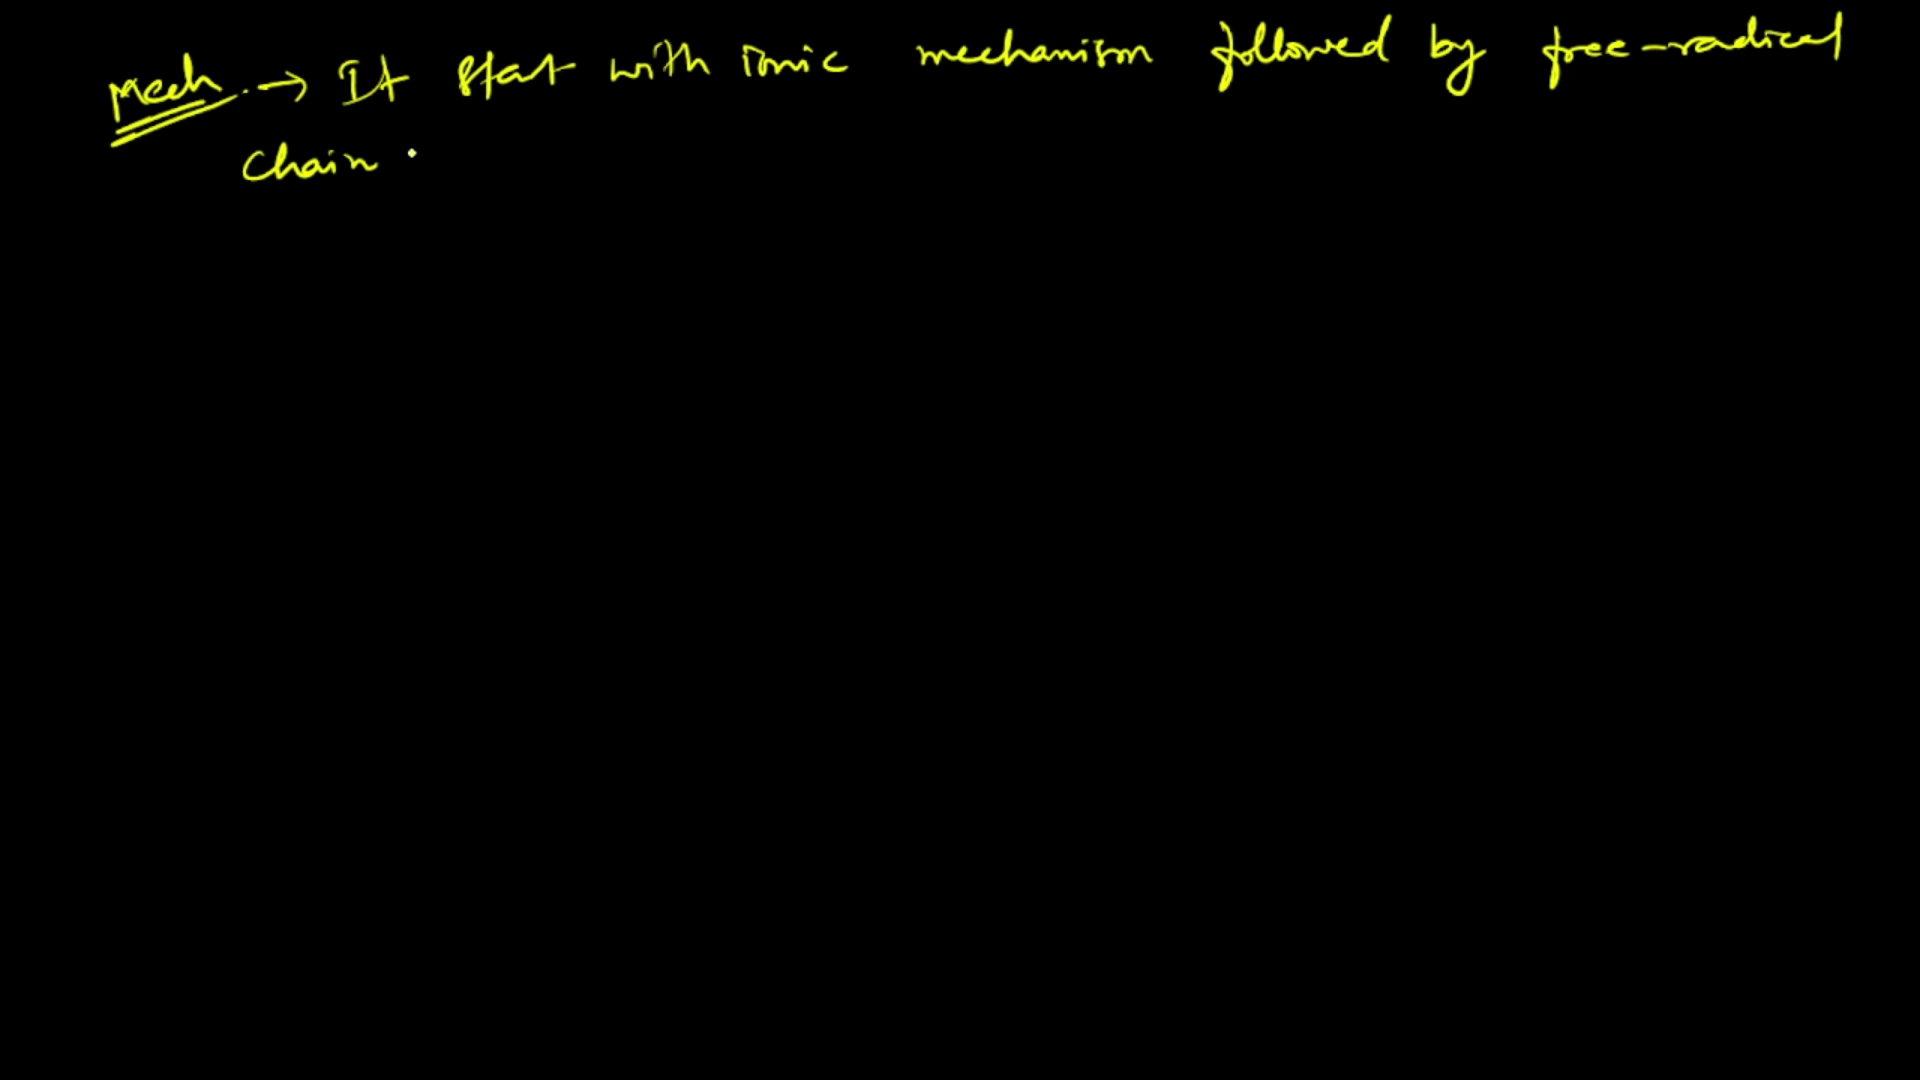 Mech. → It start with ionic mechanism followed by free-radical
Chain.